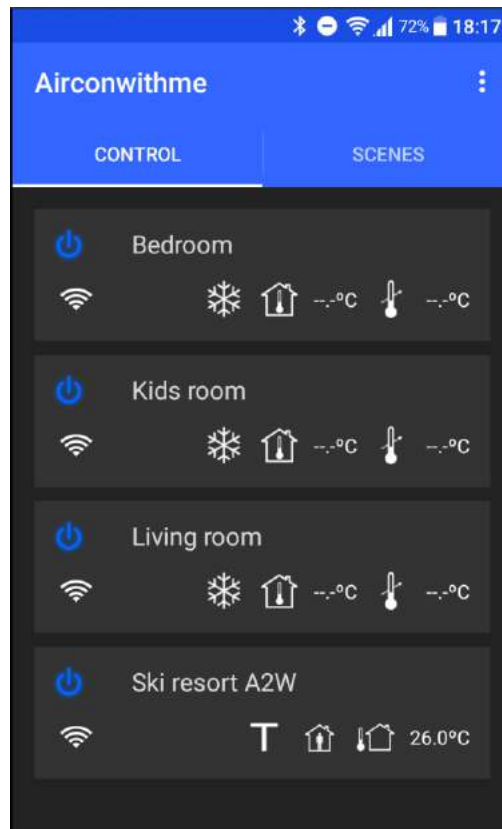 72% 18:17
Airconwithme
CONTROL SCENES
Bedroom
--.-ºC --.-ºC
Kids room
--.-ºC --.-ºC
Living room
--.-ºC --.-ºC
Ski resort A2W
T 26.0ºC